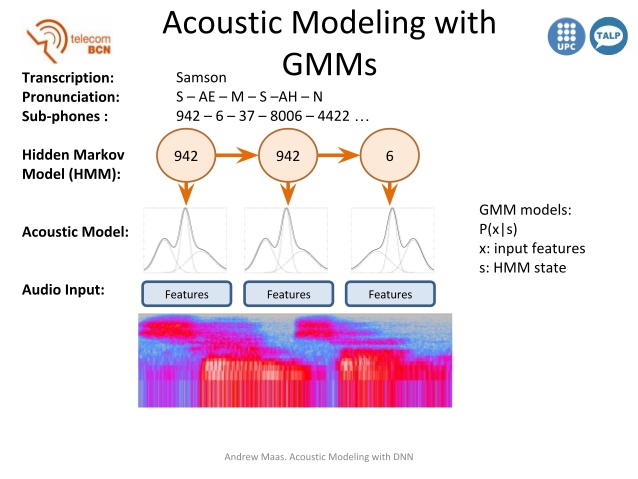 Acoustic Modeling with
GMMs
telecom
BCN
UPC
TALP
Transcription: Samson
Pronunciation: S – AE – M – S –AH – N
Sub-phones : 942 – 6 – 37 – 8006 – 4422 …
Hidden Markov
Model (HMM):
942 942 6
Acoustic Model:
GMM models:
P(x|s)
x: input features
s: HMM state
Audio Input:
Features Features Features
Andrew Maas. Acoustic Modeling with DNN